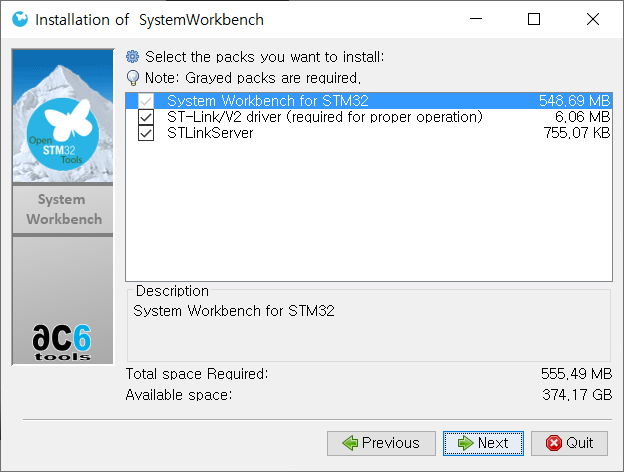 Installation of SystemWorkbench
Select the packs you want to install:
Note: Grayed packs are required.
System Workbench for STM32 548.69 MB
ST-Link/V2 driver (required for proper operation) 6.06 MB
STLinkServer 755.07 KB
Open
STM32
Tools
System
Workbench
ac6
tools
Description
System Workbench for STM32
Total space Required: 555.49 MB
Available space: 374.17 GB
Previous Next Quit